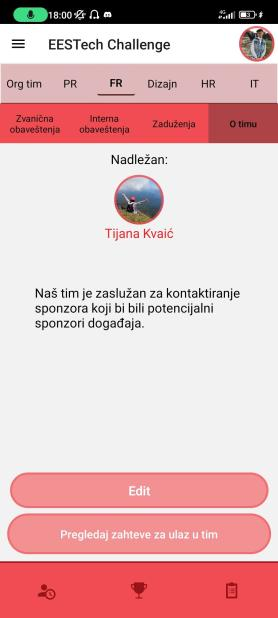 18:00
4G
EESTech Challenge
Org tim PR FR Dizajn HR IT
Zvanična
obaveštenja
Interna
obaveštenja
Zaduženja
O timu
Nadležan:
Tijana Kvaić
Naš tim je zaslužan za kontaktiranje
sponzora koji bi bili potencijalni
sponzori događaja.
Edit
Pregledaj zahteve za ulaz u tim